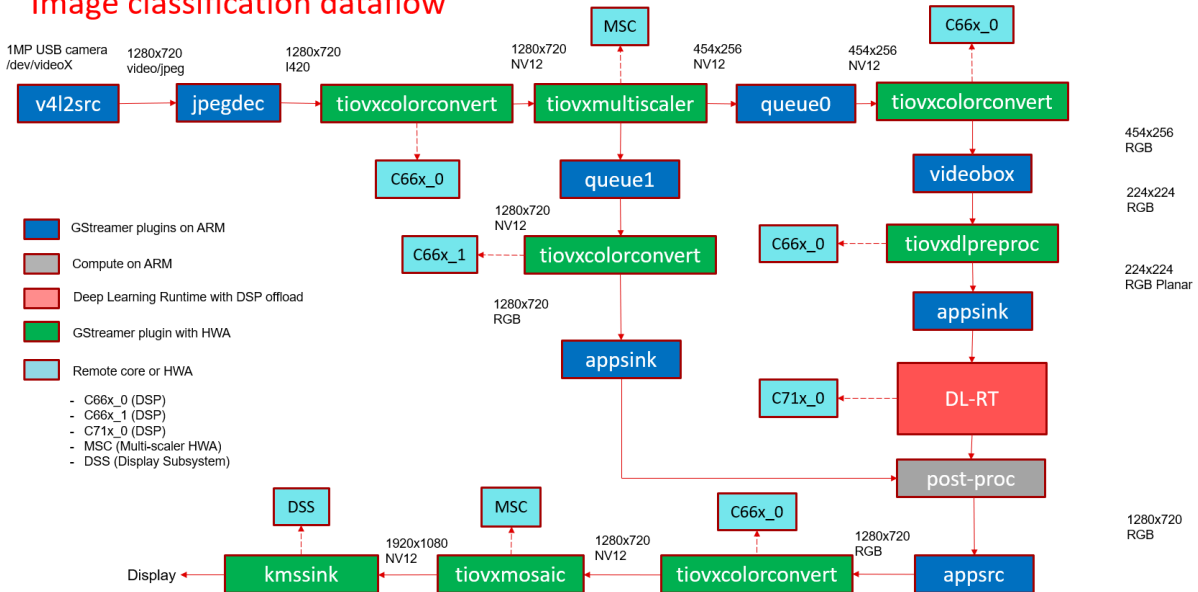 Image classification dataflow
1MP USB camera
/dev/videoX
1280x720
video/jpeg
1280x720
I420
1280x720
NV12
MSC
454x256
NV12
454x256
NV12
C66x_0
v4l2src
jpegdec
tiovxcolorconvert
tiovxmultiscaler
queue0
tiovxcolorconvert
454x256
RGB
C66x_0
queue1
videobox
224x224
RGB
1280x720
NV12
C66x_1
tiovxcolorconvert
C66x_0
tiovxdlpreproc
224x224
RGB Planar
1280x720
RGB
appsink
appsink
C71x_0
DL-RT
post-proc
GStreamer plugins on ARM
Compute on ARM
Deep Learning Runtime with DSP offload
GStreamer plugin with HWA
Remote core or HWA
- C66x_0 (DSP)
- C66x_1 (DSP)
- C71x_0 (DSP)
- MSC (Multi-scaler HWA)
- DSS (Display Subsystem)
DSS
MSC
C66x_0
1280x720
RGB
1920x1080
NV12
1280x720
NV12
1280x720
RGB
Display
kmssink
tiovxmosaic
tiovxcolorconvert
appsrc